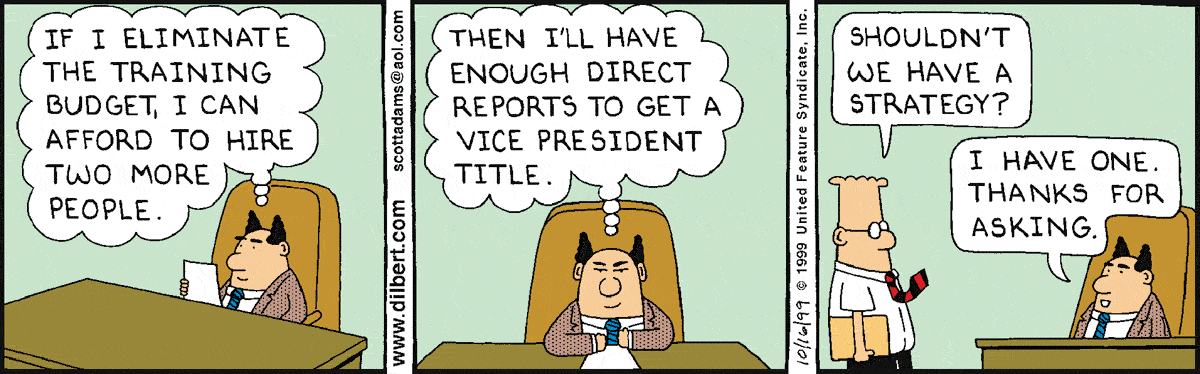 IF I ELIMINATE
THE TRAINING
BUDGET, I CAN
AFFORD TO HIRE
TWO MORE
PEOPLE.
www.dilbert.com scottadams@aol.com
THEN I'LL HAVE
ENOUGH DIRECT
REPORTS TO GET A
VICE PRESIDENT
TITLE.
10/16/99 © 1999 United Feature Syndicate, Inc.
SHOULDN'T
WE HAVE A
STRATEGY?
I HAVE ONE.
THANKS FOR
ASKING.